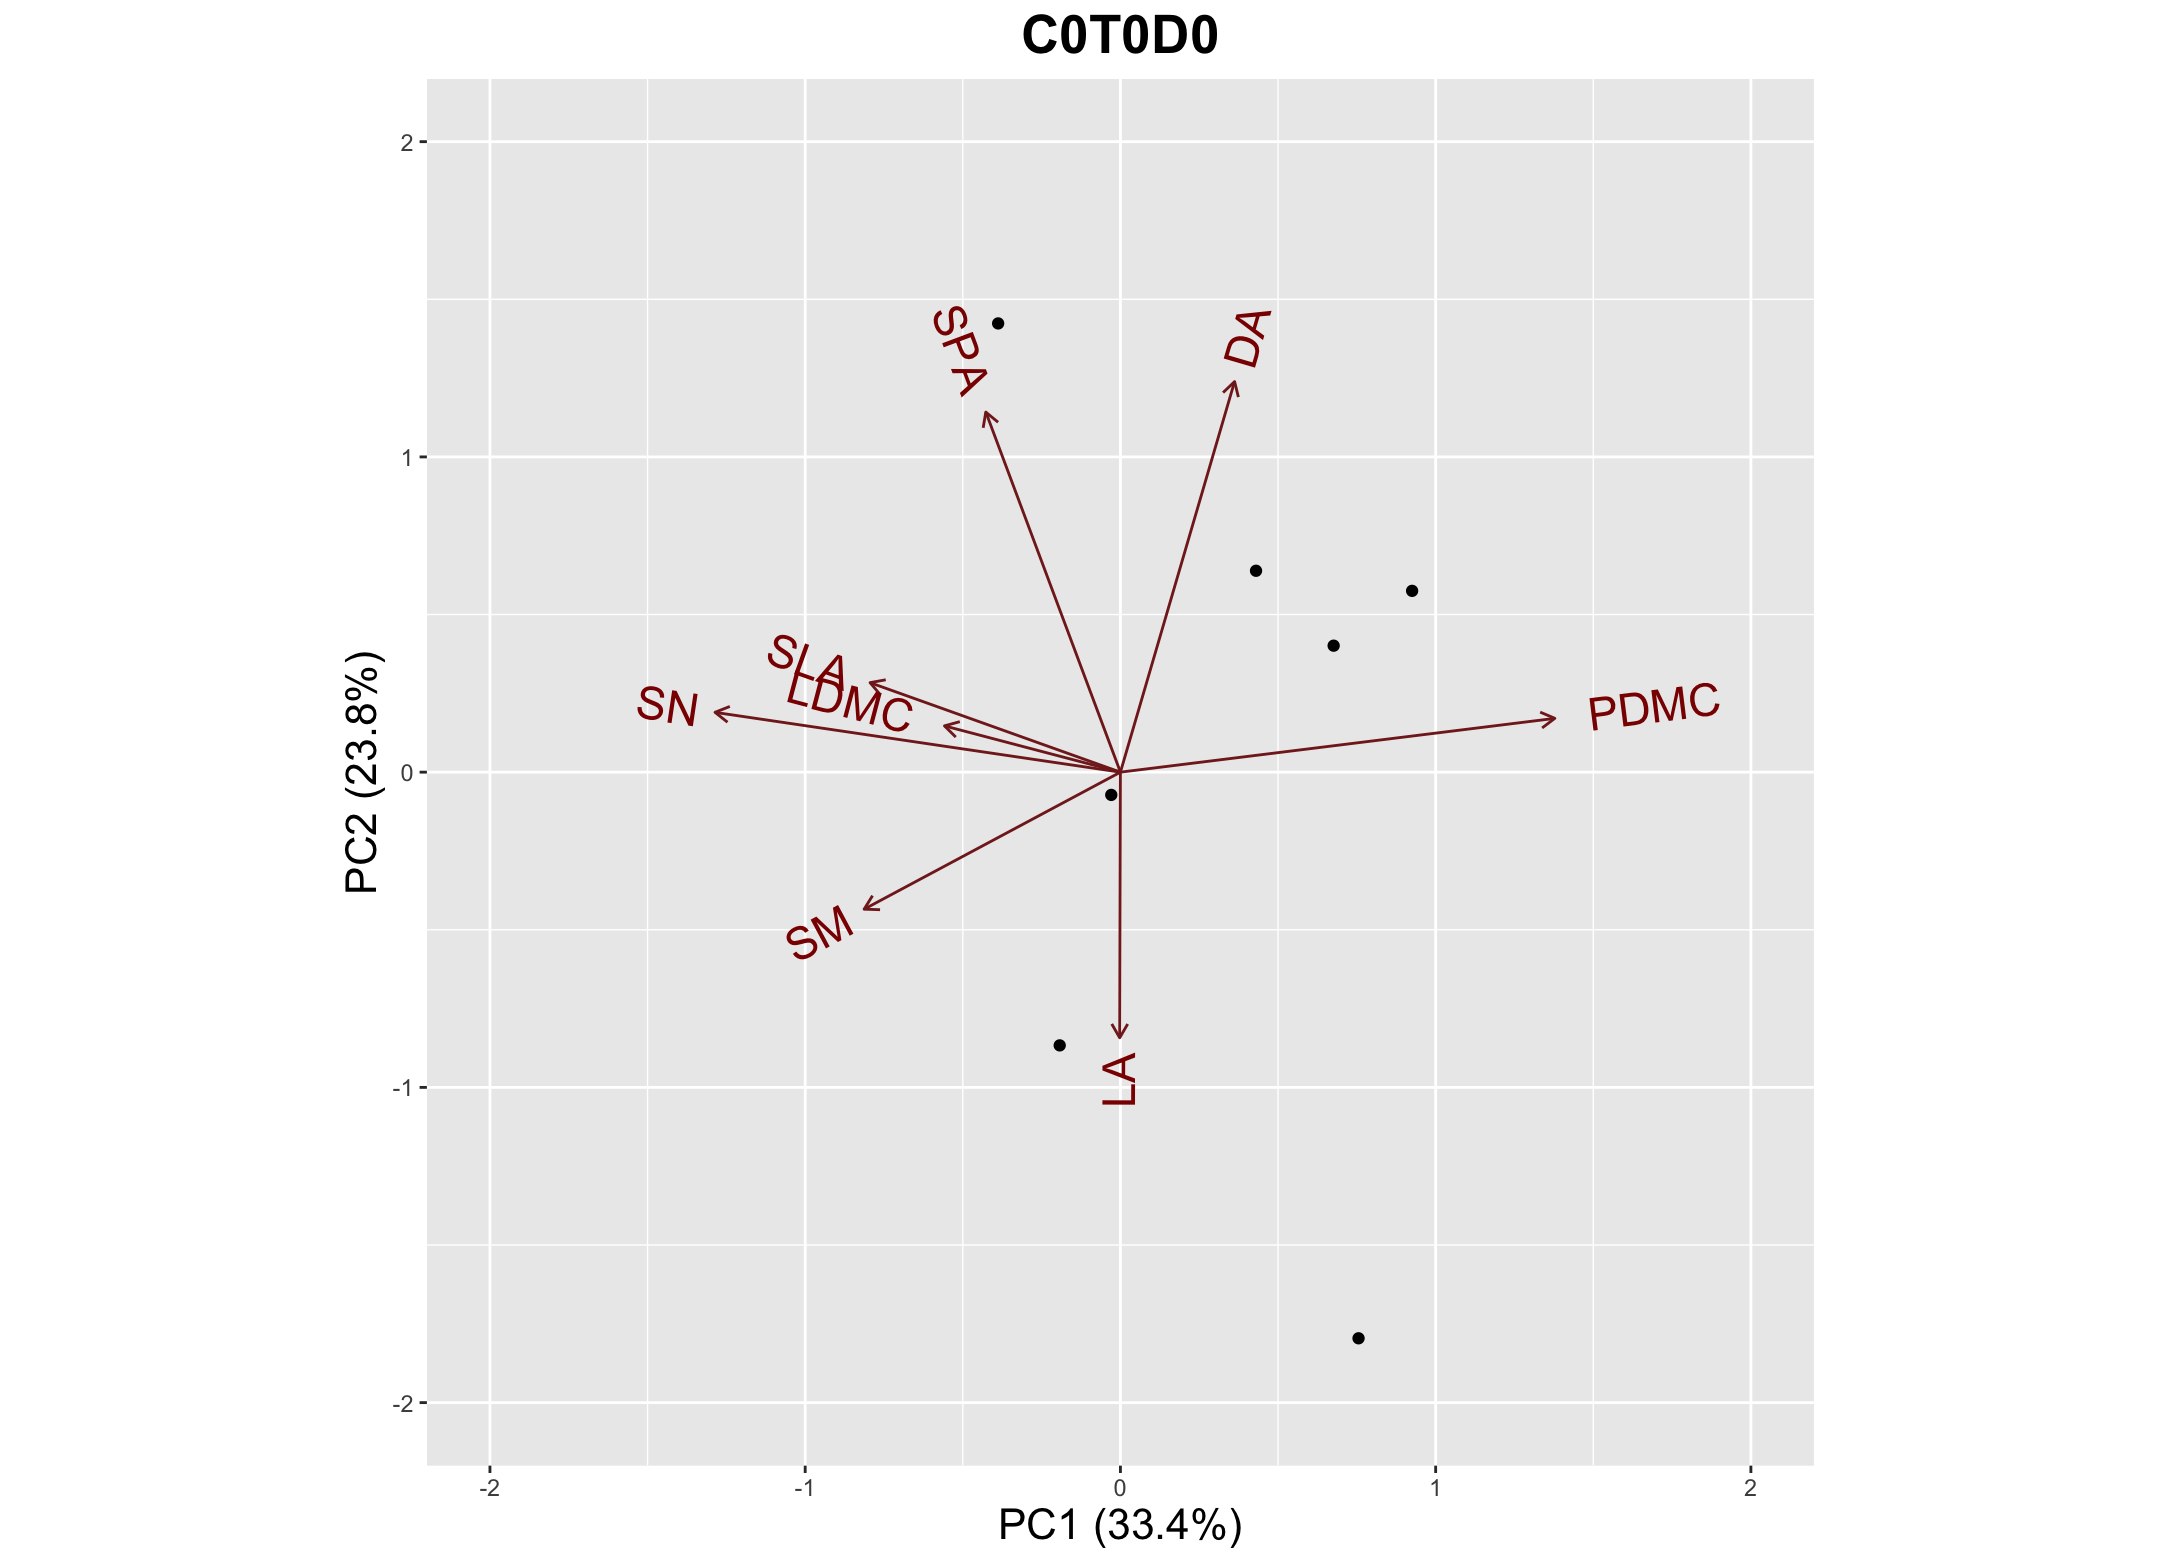 C0T0D0
2
1
0
-1
-2
PC2 (23.8%)
SPA
DA
SLA
LDMC
SN
PDMC
SM
LA
-2
-1
0
1
2
PC1 (33.4%)